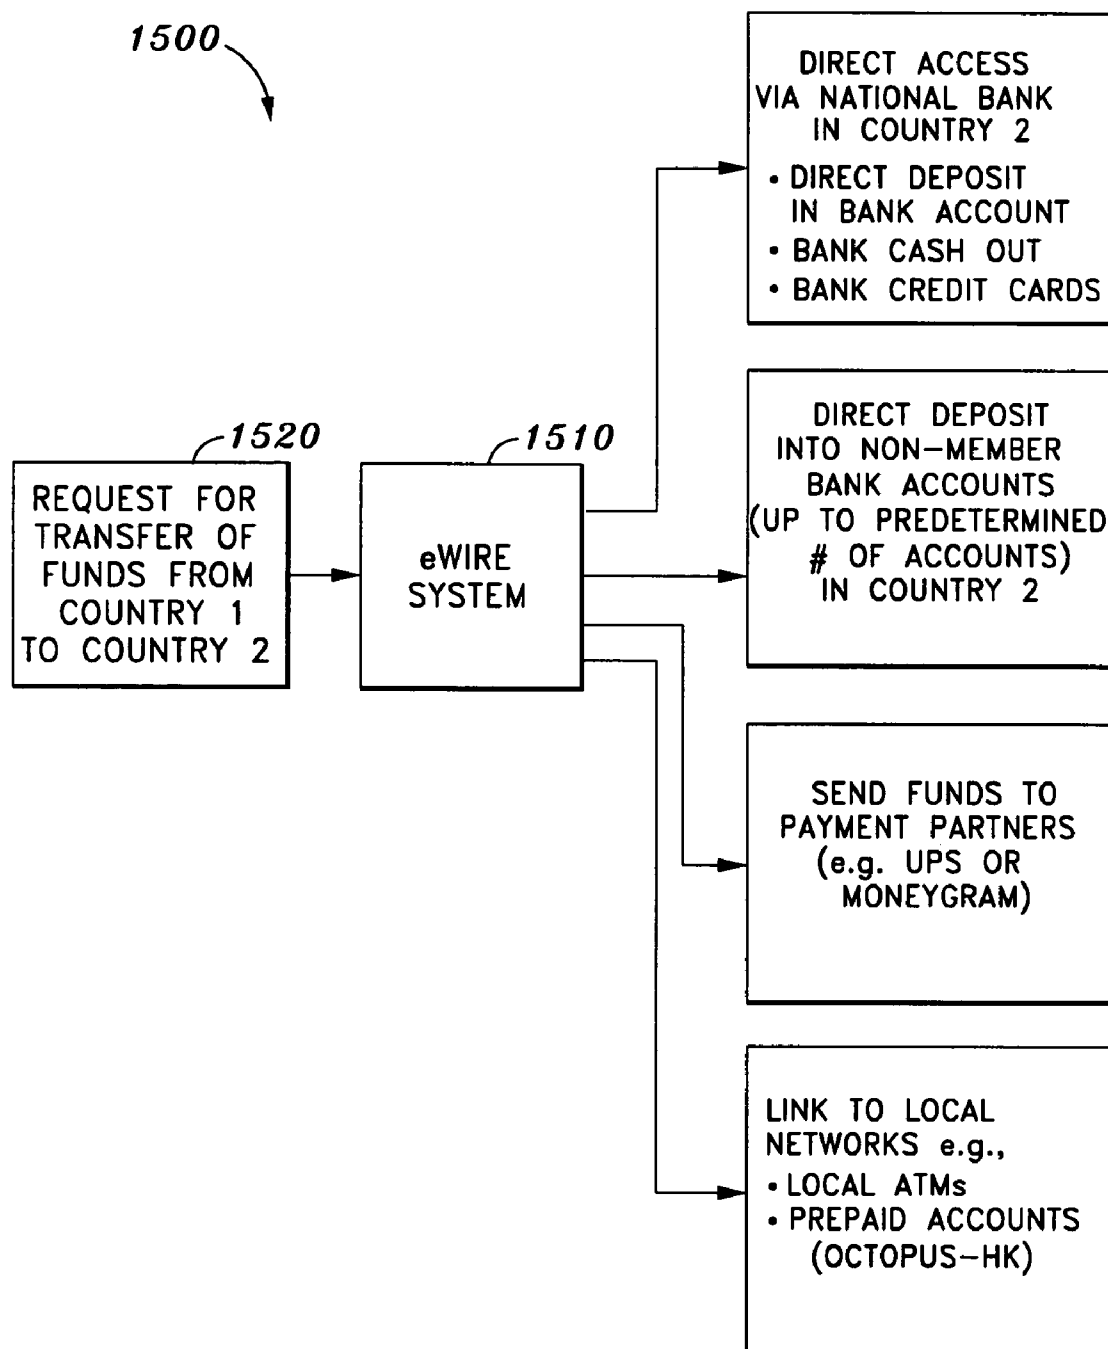 1500
DIRECT ACCESS
VIA NATIONAL BANK
IN COUNTRY 2
• DIRECT DEPOSIT
IN BANK ACCOUNT
• BANK CASH OUT
• BANK CREDIT CARDS
1520
REQUEST FOR
TRANSFER OF
FUNDS FROM
COUNTRY 1
TO COUNTRY 2
1510
eWIRE
SYSTEM
DIRECT DEPOSIT
INTO NON-MEMBER
BANK ACCOUNTS
(UP TO PREDETERMINED
# OF ACCOUNTS)
IN COUNTRY 2
SEND FUNDS TO
PAYMENT PARTNERS
(e.g. UPS OR
MONEYGRAM)
LINK TO LOCAL
NETWORKS e.g.,
• LOCAL ATMs
• PREPAID ACCOUNTS
(OCTOPUS-HK)